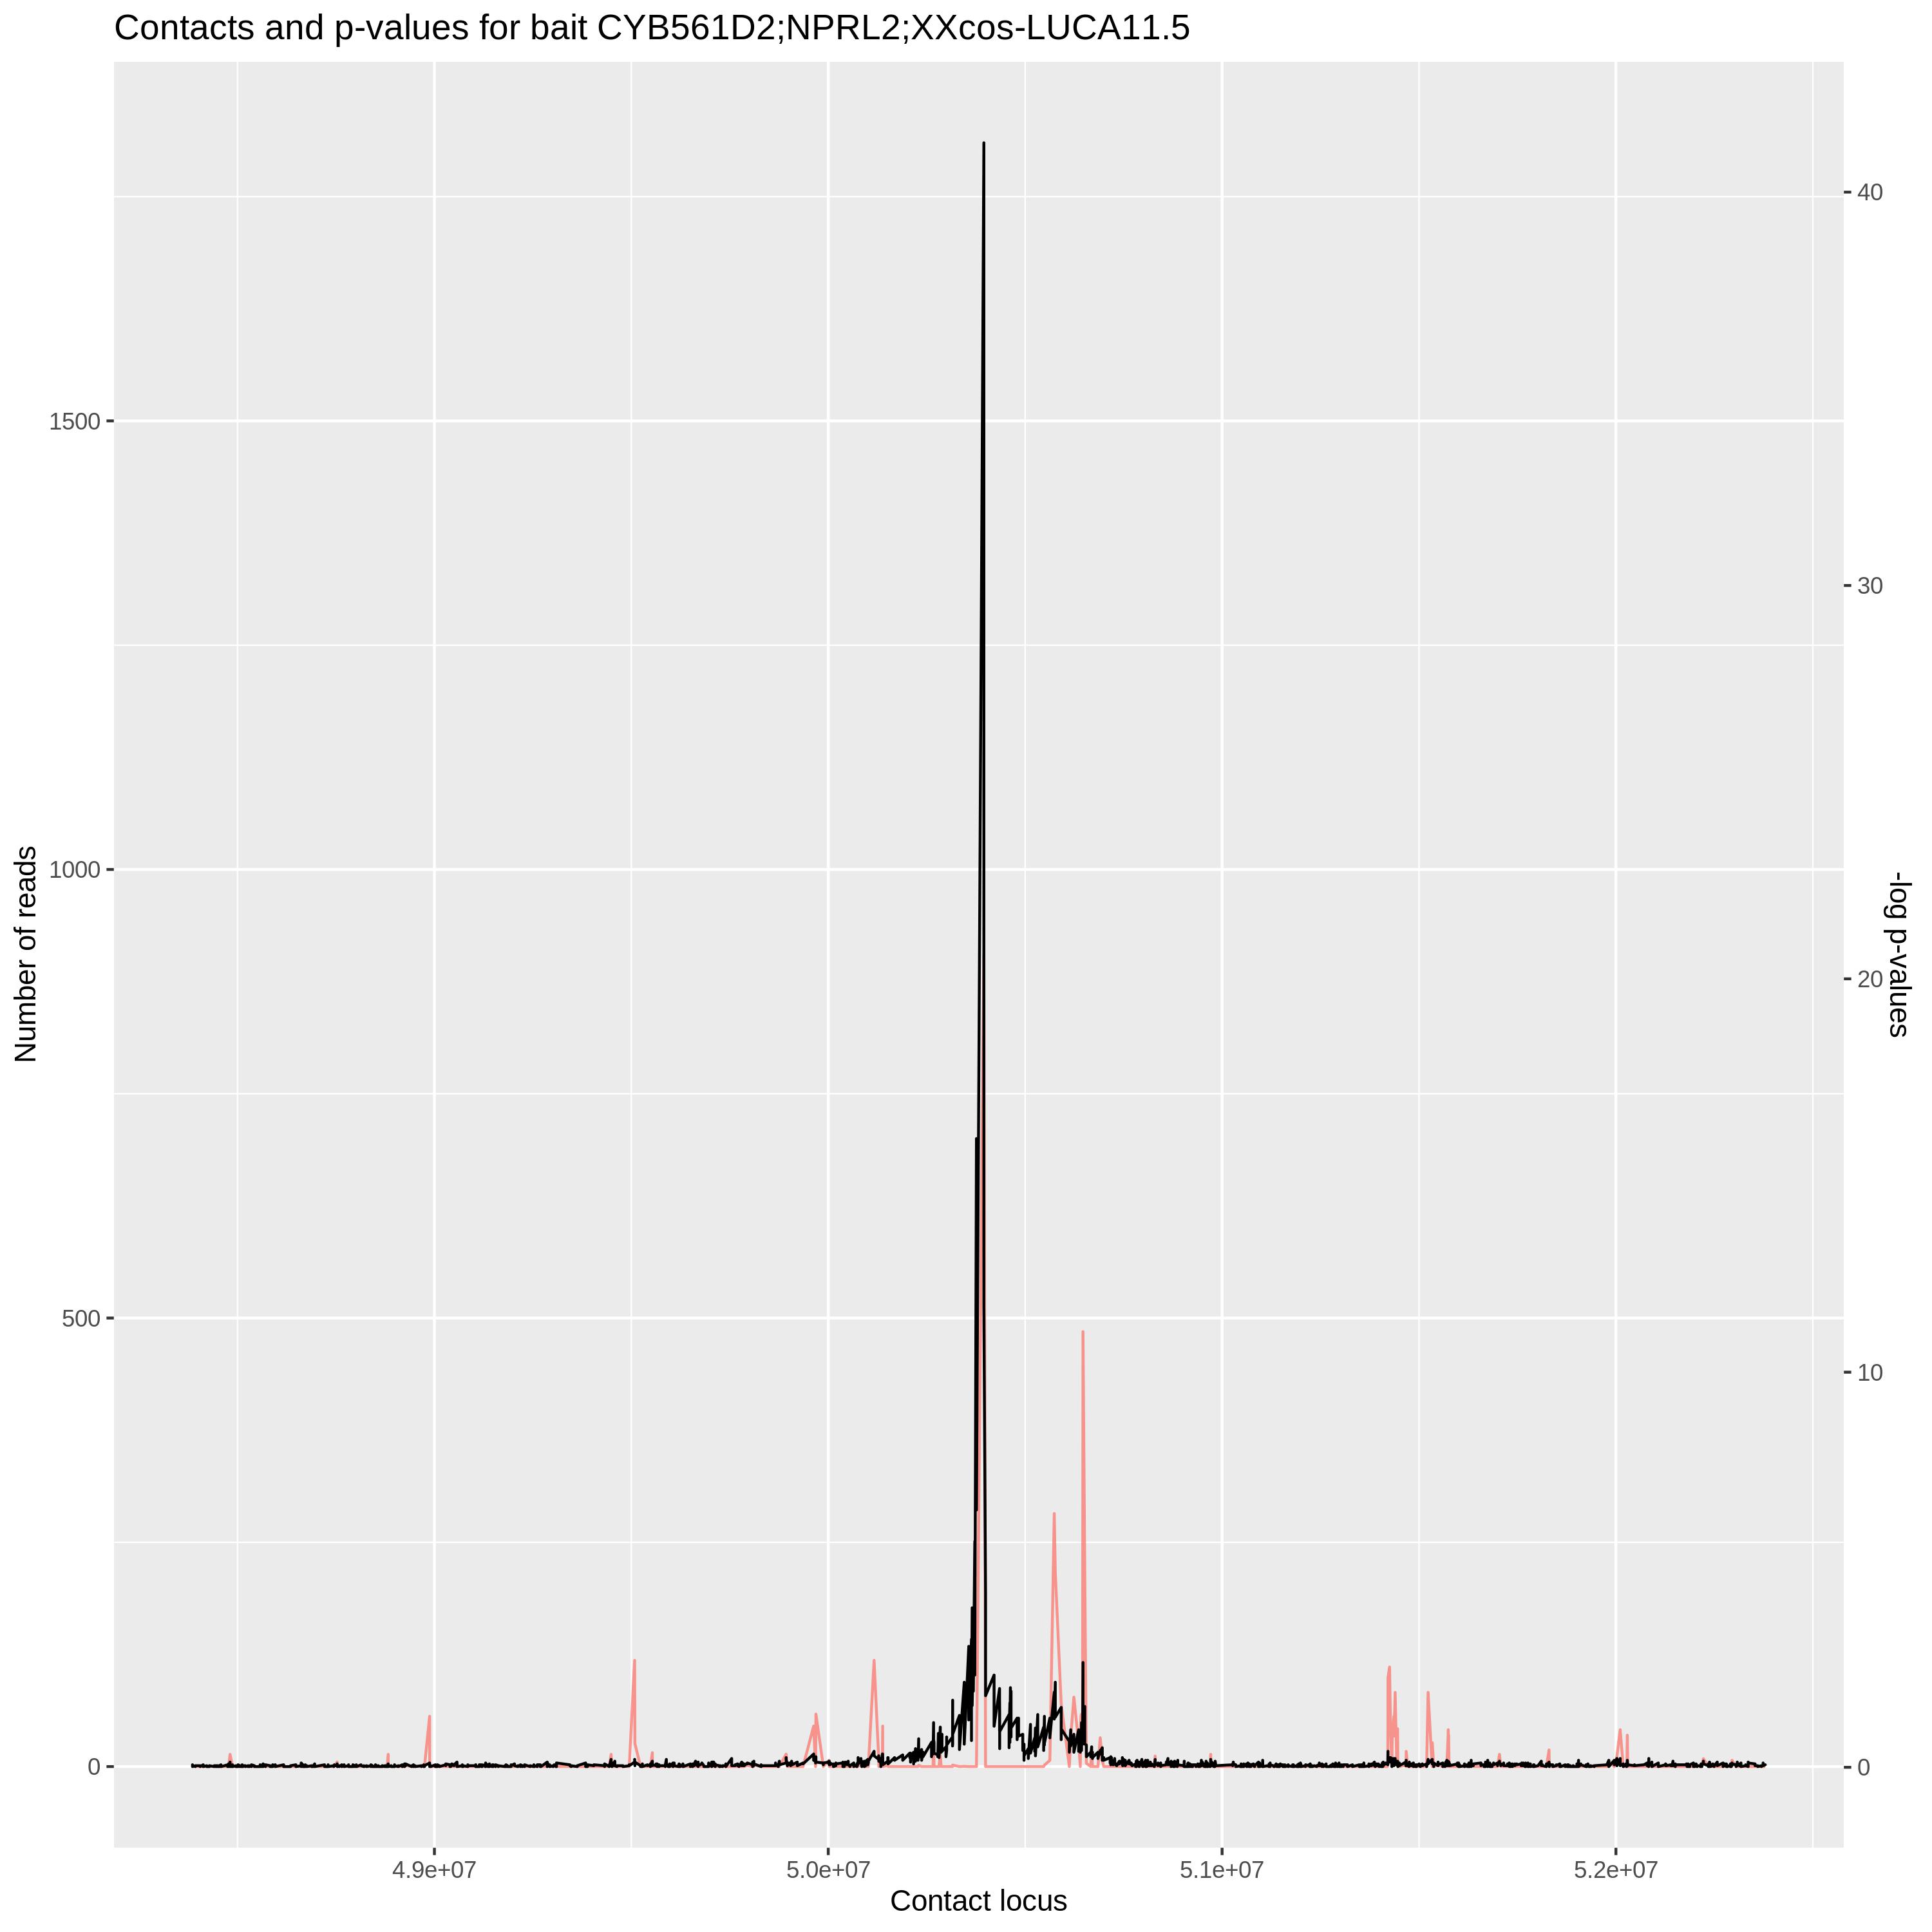 Contacts and p-values for bait CYB561D2;NPRL2;XXcos-LUCA11.5
1500
1000
500
0
Number of reads
40
30
20
10
0
-log p-values
4.9e+07
5.0e+07
5.1e+07
5.2e+07
Contact locus